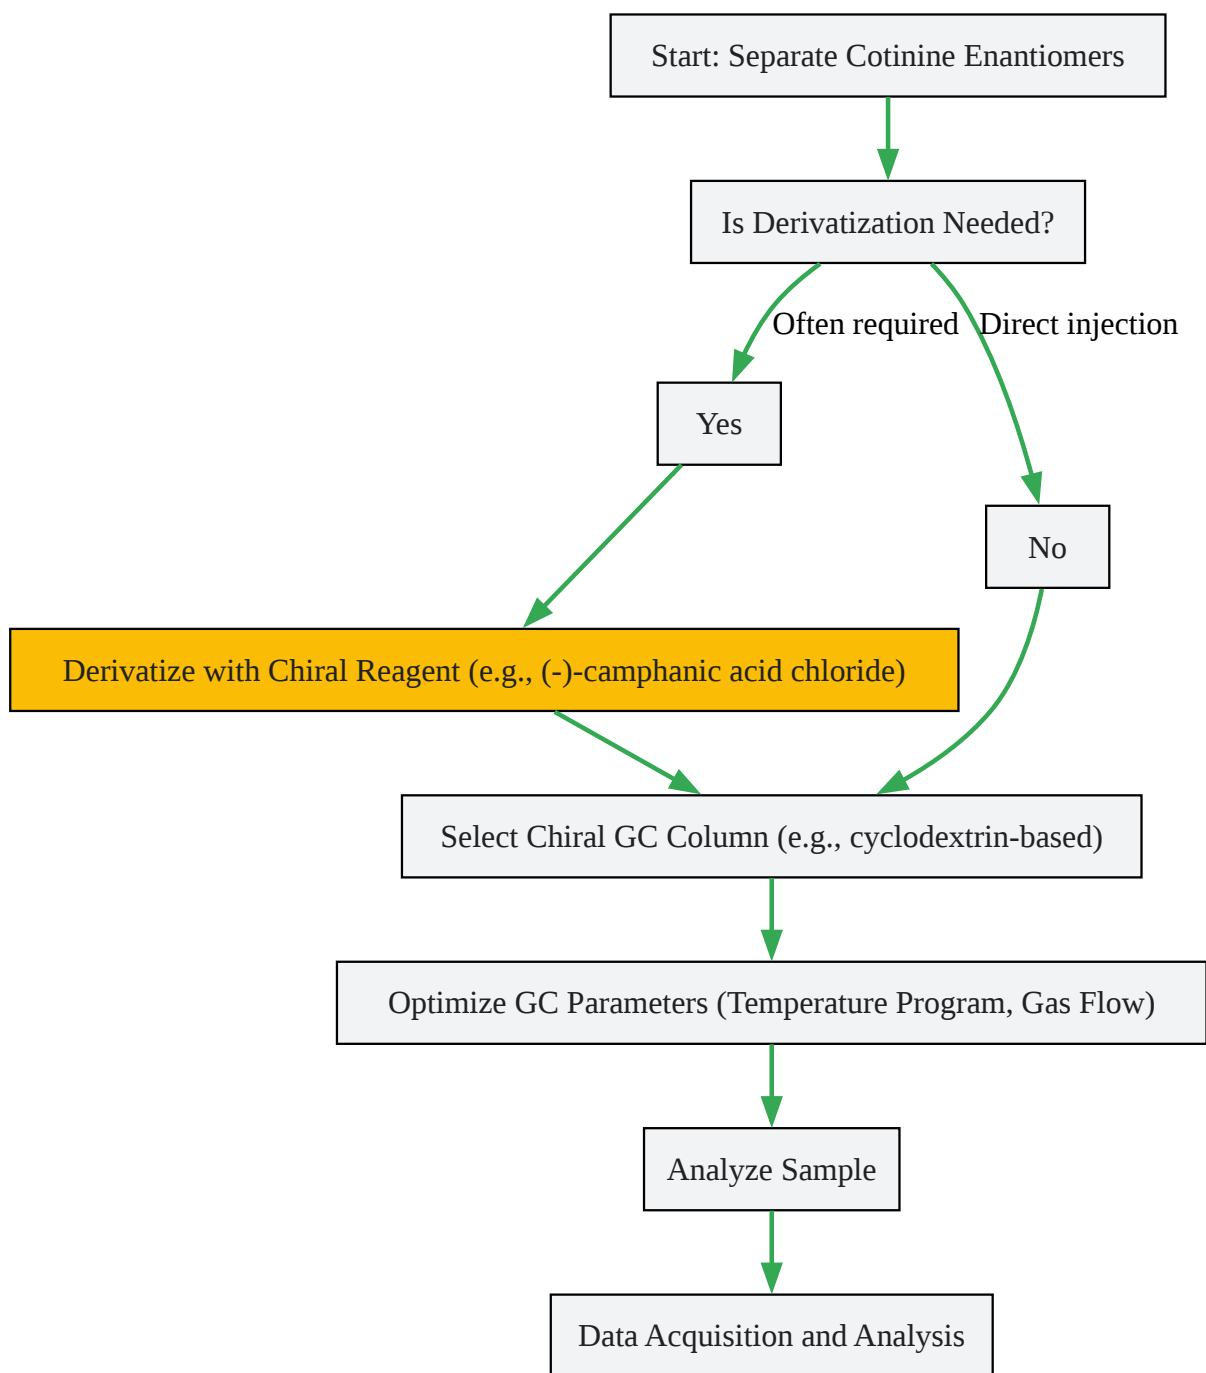 Start: Separate Cotinine Enantiomers
Is Derivatization Needed?
Often required
Direct injection
Yes
No
Derivatize with Chiral Reagent (e.g., (-)-camphanic acid chloride)
Select Chiral GC Column (e.g., cyclodextrin-based)
Optimize GC Parameters (Temperature Program, Gas Flow)
Analyze Sample
Data Acquisition and Analysis